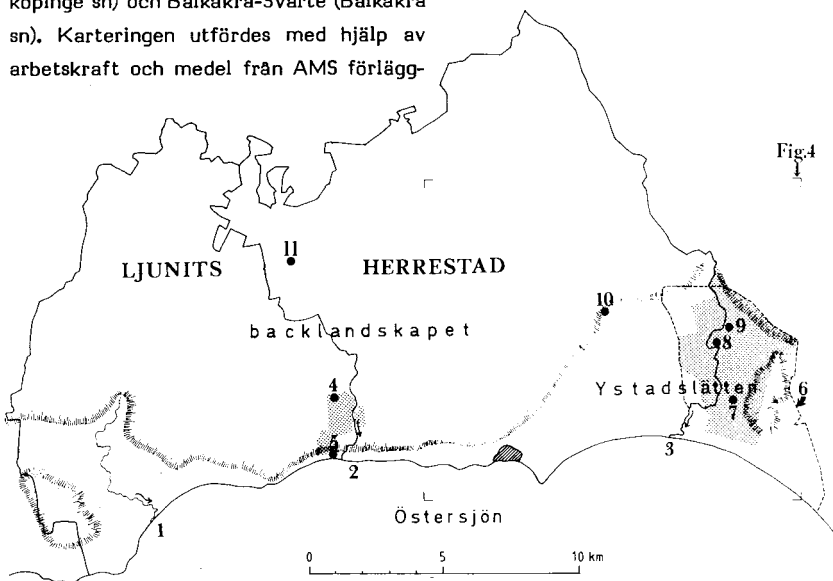 köpinge sn) och Balkåkra-Svarte (Balkåkra
sn). Karteringen utfördes med hjälp av
arbetskraft och medel från AMS förlägg-
Fig.4
11
LJUNITS
HERRESTAD
10
backlandskapet
9
8
4
Ystadslätten
6
7
5
2
3
1
Östersjön
0 5 10 km